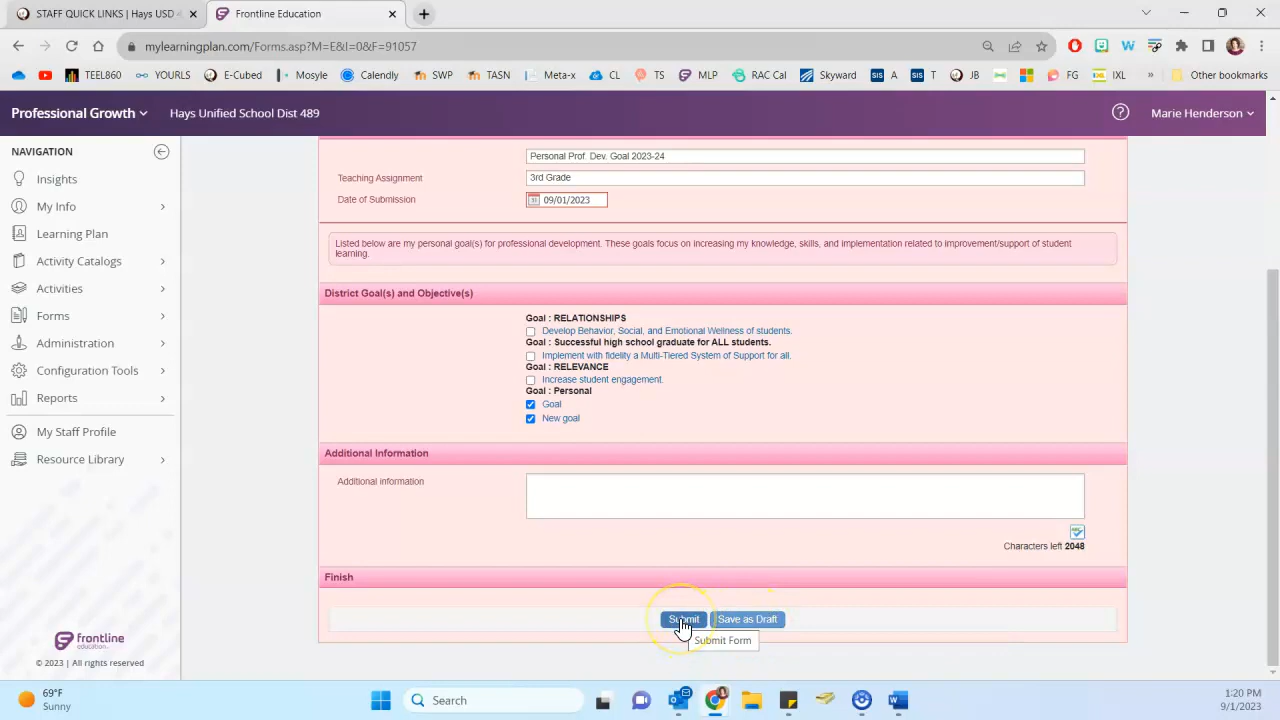 STAFF QUICK LINKS | Hays USD
Frontline Education
mylearningplan.com/Forms.asp?M=E&I=0&F=91057
TEEL860 YOURLS E-Cubed Mosyle Calendly SWP TASN Meta-x CL TS MLP RAC Cal Skyward A T JB FG IXL » Other bookmarks
Professional Growth Hays Unified School Dist 489 Marie Henderson
NAVIGATION
Insights
My Info
Learning Plan
Activity Catalogs
Activities
Forms
Administration
Configuration Tools
Reports
My Staff Profile
Resource Library
frontline
education
© 2023 | All rights reserved
Personal Prof. Dev. Goal 2023-24
Teaching Assignment 3rd Grade
Date of Submission 09/01/2023
Listed below are my personal goal(s) for professional development. These goals focus on increasing my knowledge, skills, and implementation related to improvement/support of student
learning.
District Goal(s) and Objective(s)
Goal : RELATIONSHIPS
Develop Behavior, Social, and Emotional Wellness of students.
Goal : Successful high school graduate for ALL students.
Implement with fidelity a Multi-Tiered System of Support for all.
Goal : RELEVANCE
Increase student engagement.
Goal : Personal
Goal
New goal
Additional Information
Additional information
Characters left 2048
Finish
Submit Save as Draft
Submit Form
69°F
Sunny
Search
1:20 PM
9/1/2023